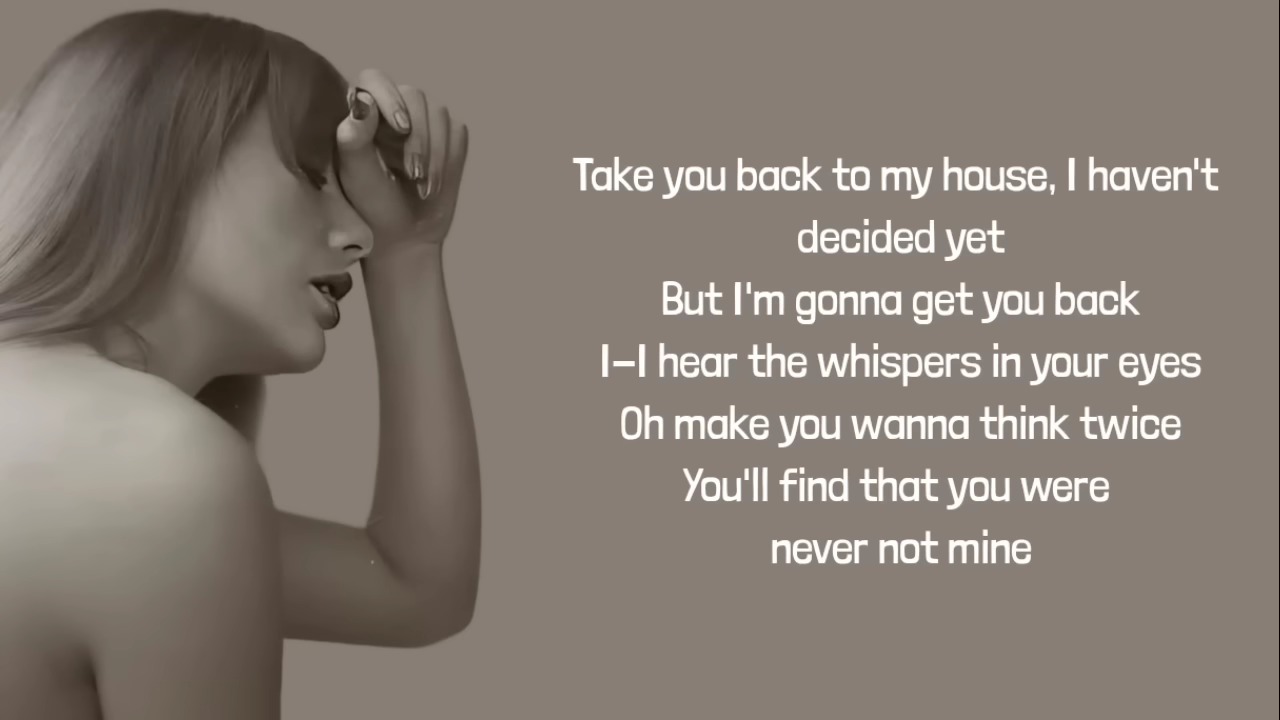 Take you back to my house, I haven't
decided yet
But I'm gonna get you back
I-I hear the whispers in your eyes
Oh make you wanna think twice
You'll find that you were
never not mine